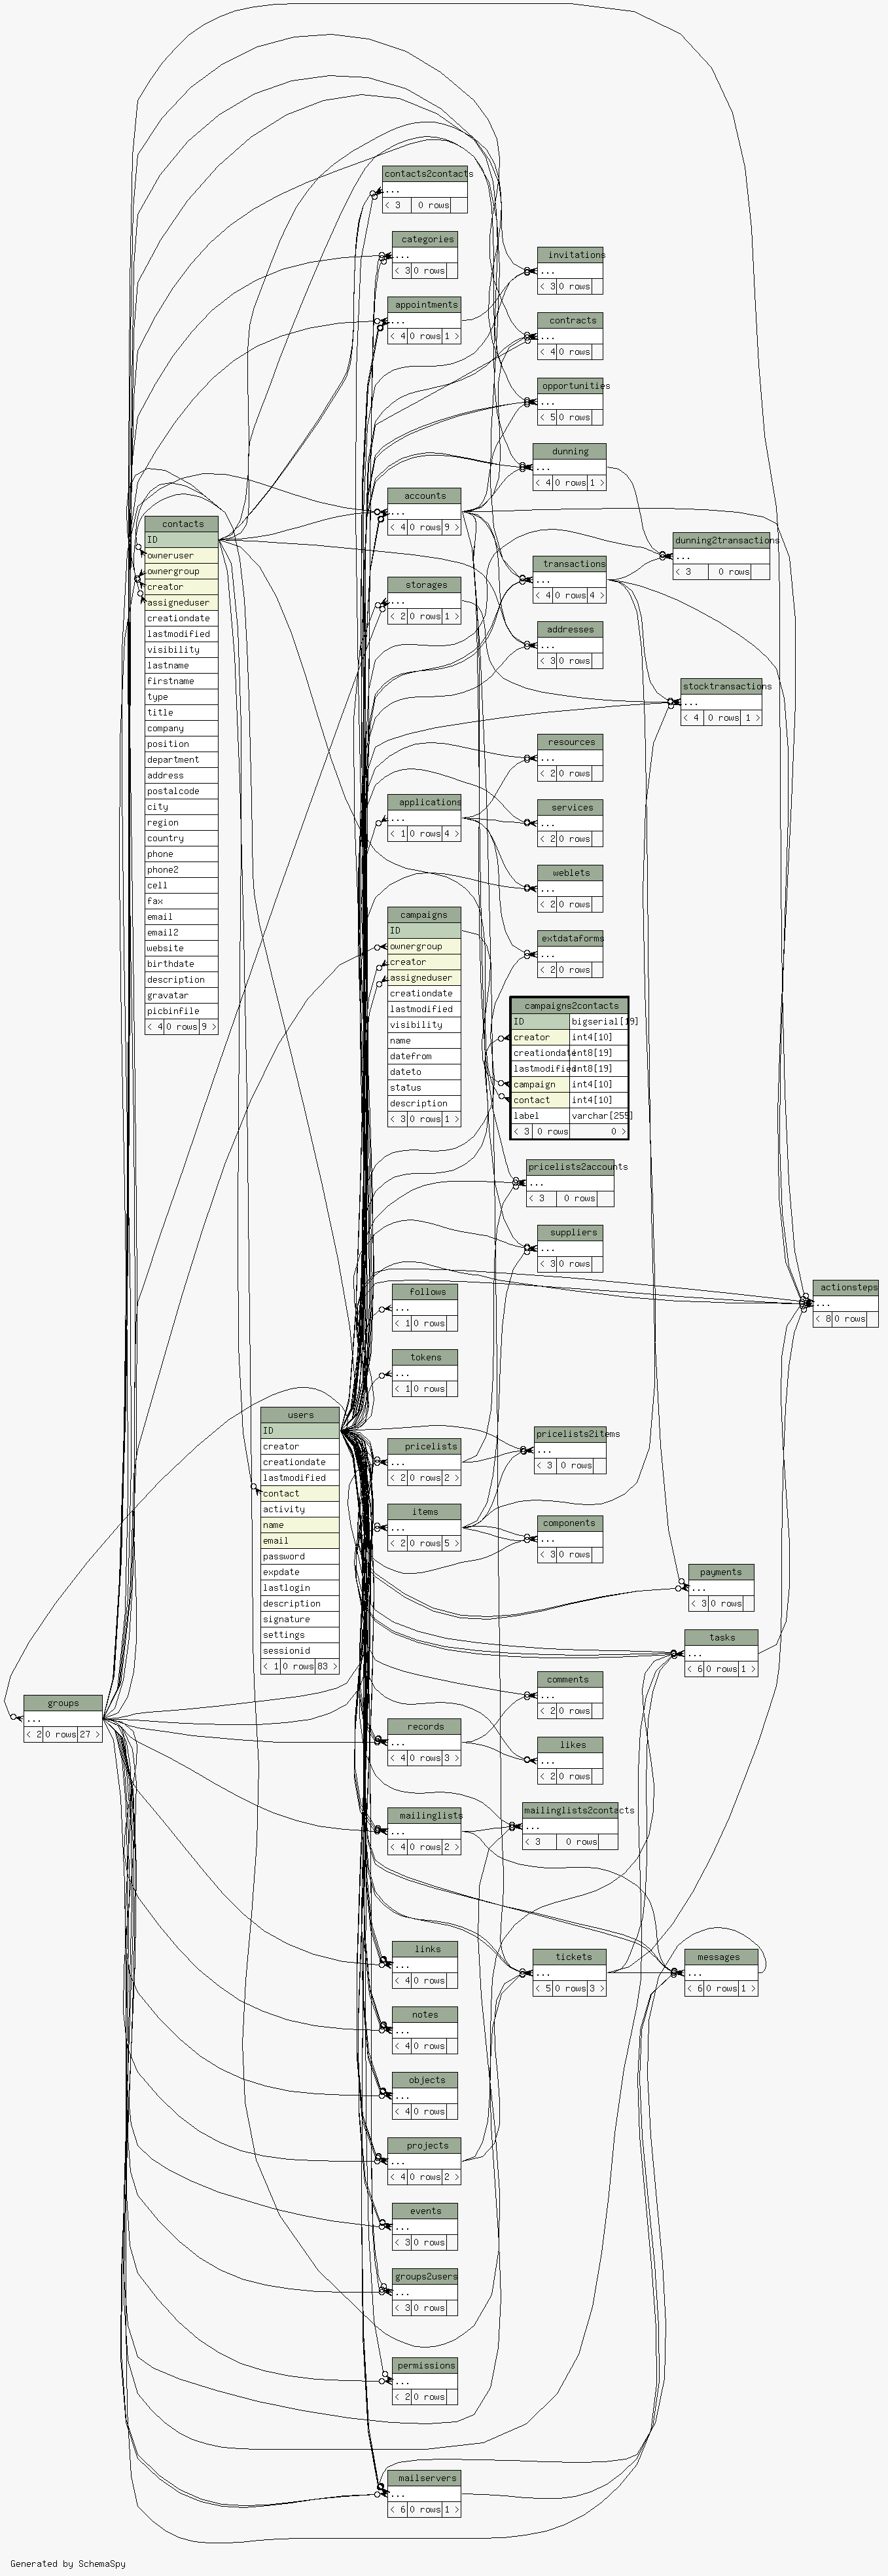 contacts2contacts
...
< 3 0 rows
categories
...
< 3 0 rows
invitations
...
< 3 0 rows
appointments
...
< 4 0 rows 1 >
contracts
...
< 4 0 rows
opportunities
...
< 5 0 rows
dunning
...
< 4 0 rows 1 >
accounts
...
< 4 0 rows 9 >
contacts
ID
owneruser
ownergroup
creator
assigneduser
creationdate
lastmodified
visibility
lastname
firstname
type
title
company
position
department
address
postalcode
city
region
country
phone
phone2
cell
fax
email
email2
website
birthdate
description
gravatar
picbinfile
< 4 0 rows 9 >
dunning2transactions
...
< 3 0 rows
transactions
...
< 4 0 rows 4 >
storages
...
< 2 0 rows 1 >
addresses
...
< 3 0 rows
stocktransactions
...
< 4 0 rows 1 >
resources
...
< 2 0 rows
applications
...
< 1 0 rows 4 >
services
...
< 2 0 rows
weblets
...
< 2 0 rows
campaigns
ID
ownergroup
creator
assigneduser
creationdate
lastmodified
visibility
name
datefrom
dateto
status
description
< 3 0 rows 1 >
extdataforms
...
< 2 0 rows
campaigns2contacts
ID bigserial[19]
creator int4[10]
creationdate int8[19]
lastmodified int8[19]
campaign int4[10]
contact int4[10]
label varchar[255]
< 3 0 rows 0 >
pricelists2accounts
...
< 3 0 rows
suppliers
...
< 3 0 rows
actionsteps
...
< 8 0 rows
follows
...
< 1 0 rows
tokens
...
< 1 0 rows
users
ID
creator
creationdate
lastmodified
contact
activity
name
email
password
expdate
lastlogin
description
signature
settings
sessionid
< 1 0 rows 83 >
pricelists2items
...
< 3 0 rows
pricelists
...
< 2 0 rows 2 >
items
...
< 2 0 rows 5 >
components
...
< 3 0 rows
payments
...
< 3 0 rows
tasks
...
< 6 0 rows 1 >
comments
...
< 2 0 rows
groups
...
< 2 0 rows 27 >
records
...
< 4 0 rows 3 >
likes
...
< 2 0 rows
mailinglists2contacts
...
< 3 0 rows
mailinglists
...
< 4 0 rows 2 >
links
...
< 4 0 rows
tickets
...
< 5 0 rows 3 >
messages
...
< 6 0 rows 1 >
notes
...
< 4 0 rows
objects
...
< 4 0 rows
projects
...
< 4 0 rows 2 >
events
...
< 3 0 rows
groups2users
...
< 3 0 rows
permissions
...
< 2 0 rows
mailservers
...
< 6 0 rows 1 >
Generated by SchemaSpy